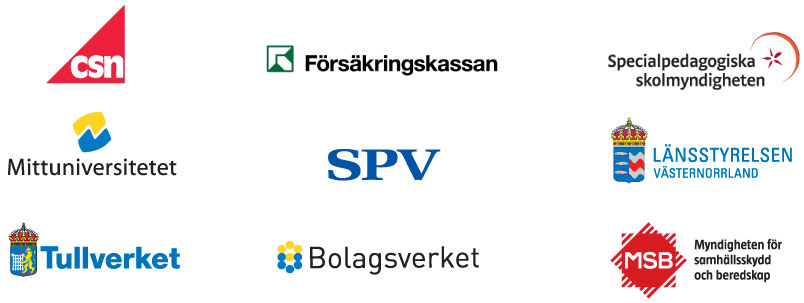 csn
Försäkringskassan
Specialpedagogiska
skolmyndigheten
Mittuniversitetet
SPV
LÄNSSTYRELSEN
VÄSTERNORRLAND
Tullverket
Bolagsverket
MSB
Myndigheten för
samhällsskydd
och beredskap